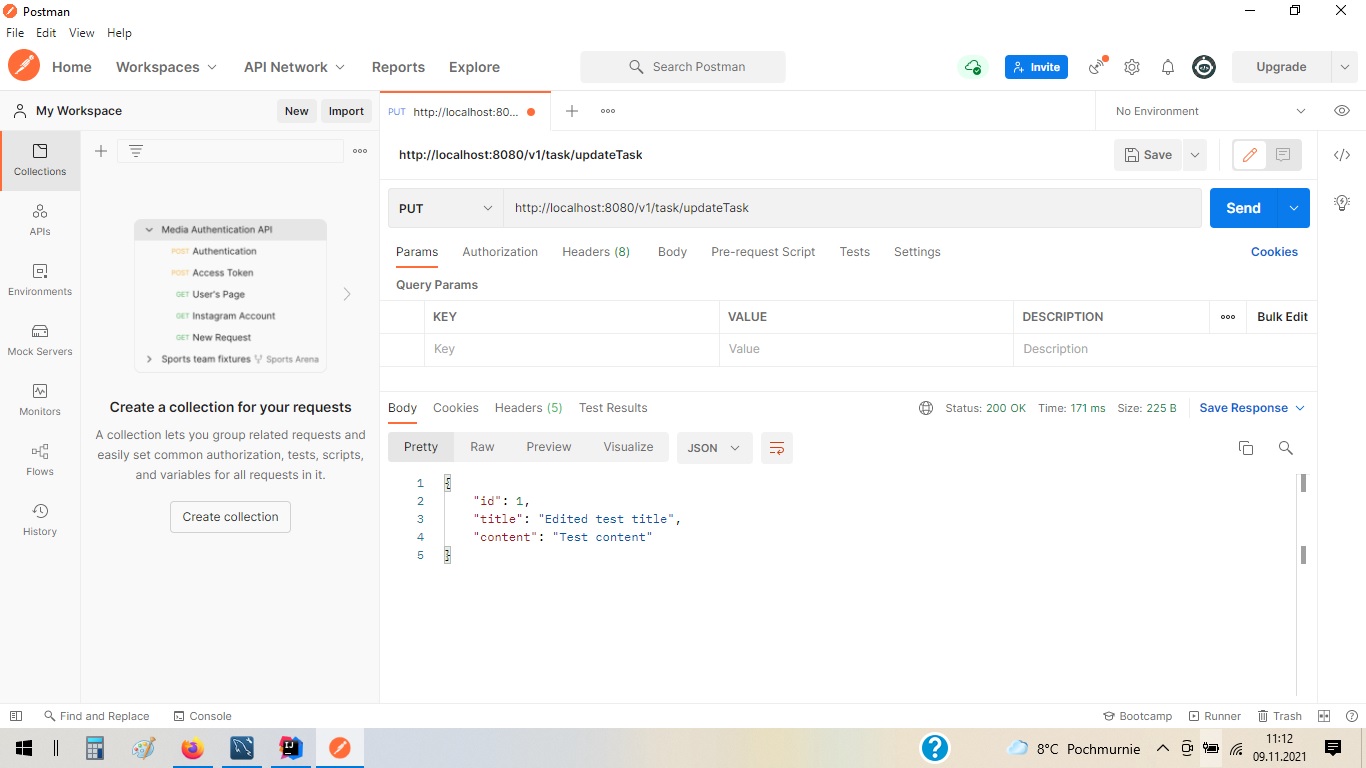 Postman
File Edit View Help
Home Workspaces API Network Reports Explore Search Postman Invite Upgrade
My Workspace New Import PUT http://localhost:80... No Environment
http://localhost:8080/v1/task/updateTask Save
Collections
APIs
Environments
Mock Servers
Monitors
Flows
History
Media Authentication API
POST Authentication
POST Access Token
GET User's Page
GET Instagram Account
GET New Request
Sports team fixtures Sports Arena
Create a collection for your requests
A collection lets you group related requests and
easily set common authorization, tests, scripts,
and variables for all requests in it.
Create collection
PUT http://localhost:8080/v1/task/updateTask Send
Params Authorization Headers (8) Body Pre-request Script Tests Settings Cookies
Query Params
KEY VALUE DESCRIPTION Bulk Edit
Key Value Description
Body Cookies Headers (5) Test Results Status: 200 OK Time: 171 ms Size: 225 B Save Response
Pretty Raw Preview Visualize JSON
1 {
2 "id": 1,
3 "title": "Edited test title",
4 "content": "Test content"
5 }
Find and Replace Console Bootcamp Runner Trash
8°C Pochmurnie 11:12
09.11.2021